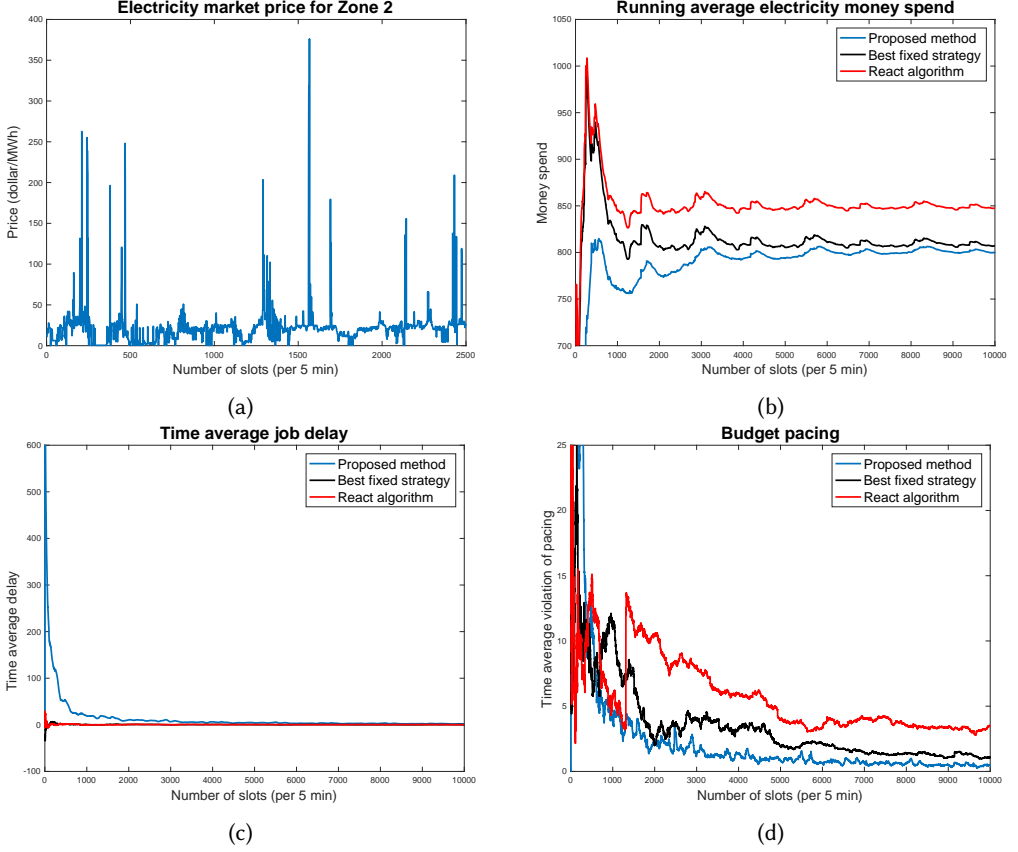 Electricity market price for Zone 2
400
350
300
250
200
150
100
50
0
Price (dollar/MWh)
0 500 1000 1500 2000 2500
Number of slots (per 5 min)
(a)
Running average electricity money spend
Proposed method
Best fixed strategy
React algorithm
1050
1000
950
900
850
800
750
700
Money spend
0 1000 2000 3000 4000 5000 6000 7000 8000 9000 10000
Number of slots (per 5 min)
(b)
Time average job delay
Proposed method
Best fixed strategy
React algorithm
600
500
400
300
200
100
0
-100
Time average delay
0 1000 2000 3000 4000 5000 6000 7000 8000 9000 10000
Number of slots (per 5 min)
(c)
Budget pacing
Proposed method
Best fixed strategy
React algorithm
25
20
15
10
5
0
Time average violation of pacing
0 1000 2000 3000 4000 5000 6000 7000 8000 9000 10000
Number of slots (per 5 min)
(d)